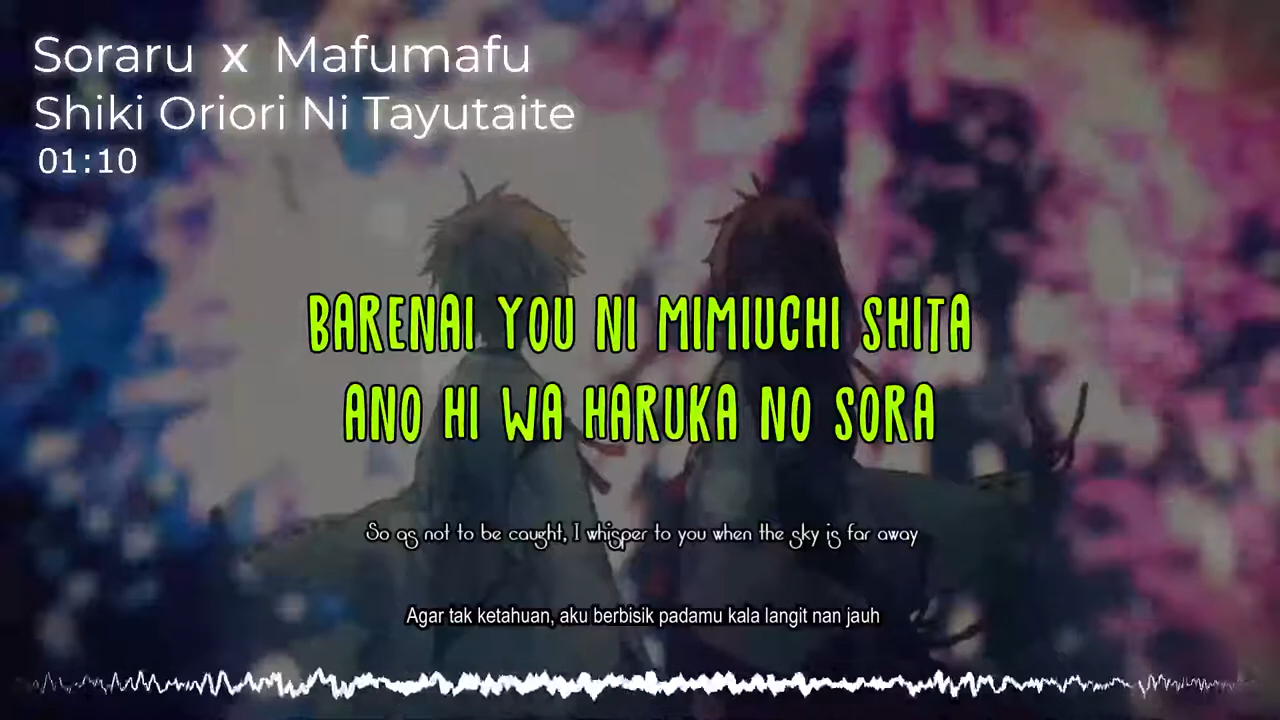 Soraru x Mafumafu
Shiki Oriori Ni Tayutaite
01:10
BARENAI YOU NI MIMIUCHI SHITA
ANO HI WA HARUKA NO SORA
So as not to be caught, I whisper to you when the sky is far away
Agar tak ketahuan, aku berbisik padamu kala langit nan jauh